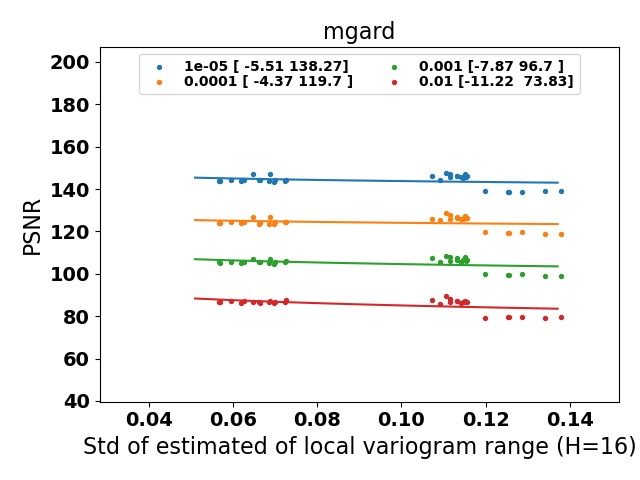 mgard
1e-05 [ -5.51 138.27]
0.0001 [ -4.37 119.7 ]
0.001 [-7.87 96.7 ]
0.01 [-11.22  73.83]
PSNR
200
180
160
140
120
100
80
60
40
0.04 0.06 0.08 0.10 0.12 0.14
Std of estimated of local variogram range (H=16)